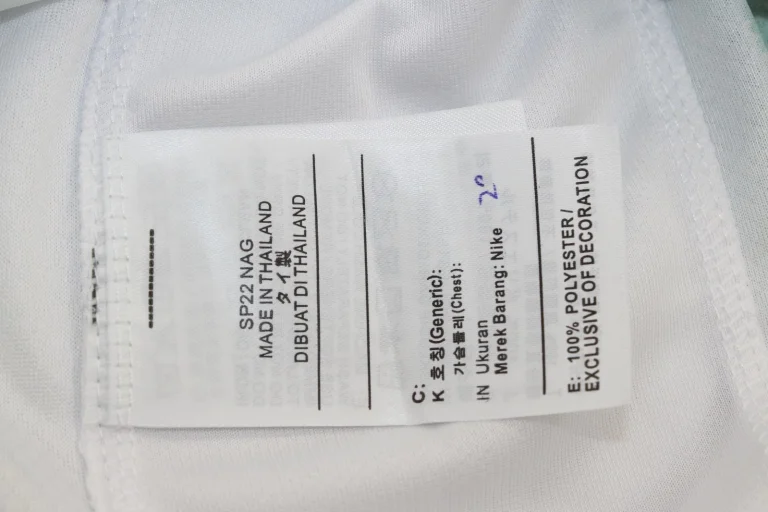 SP22 NAG
MADE IN THAILAND
タイ製
DIBUAT DI THAILAND
C:
K 호칭(Generic):
가슴둘레(Chest):
IN Ukuran
Merek Barang: Nike
E: 100% POLYESTER /
EXCLUSIVE OF DECORATION